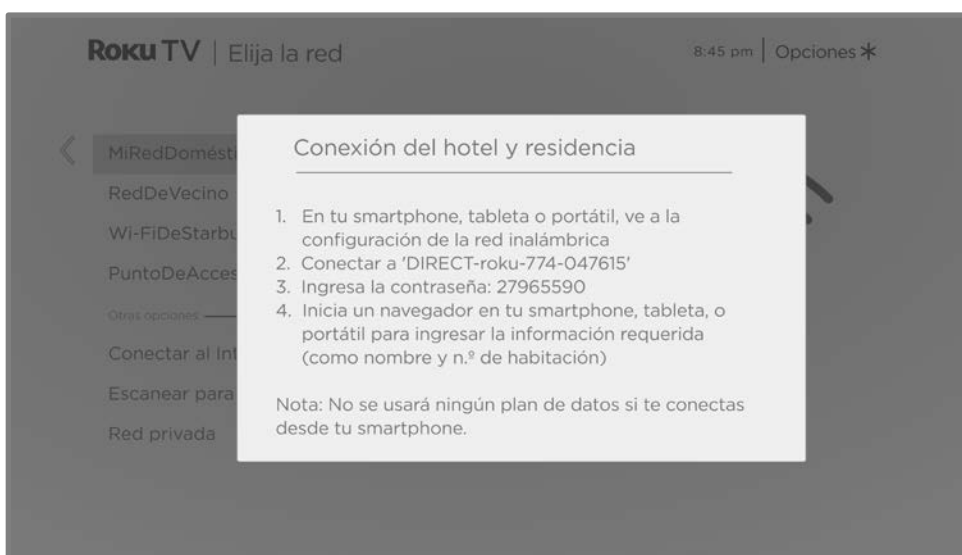 Roku TV | Elija la red
8:45 pm | Opciones *
MiRedDomésti
RedDeVecino
Wi-FiDeStarbu
PuntoDeAcces
Otras opciones
Conectar al Int
Escanear para
Red privada
Conexión del hotel y residencia
1. En tu smartphone, tableta o portátil, ve a la
configuración de la red inalámbrica
2. Conectar a 'DIRECT-roku-774-047615'
3. Ingresa la contraseña: 27965590
4. Inicia un navegador en tu smartphone, tableta, o
portátil para ingresar la información requerida
(como nombre y n.º de habitación)
Nota: No se usará ningún plan de datos si te conectas
desde tu smartphone.